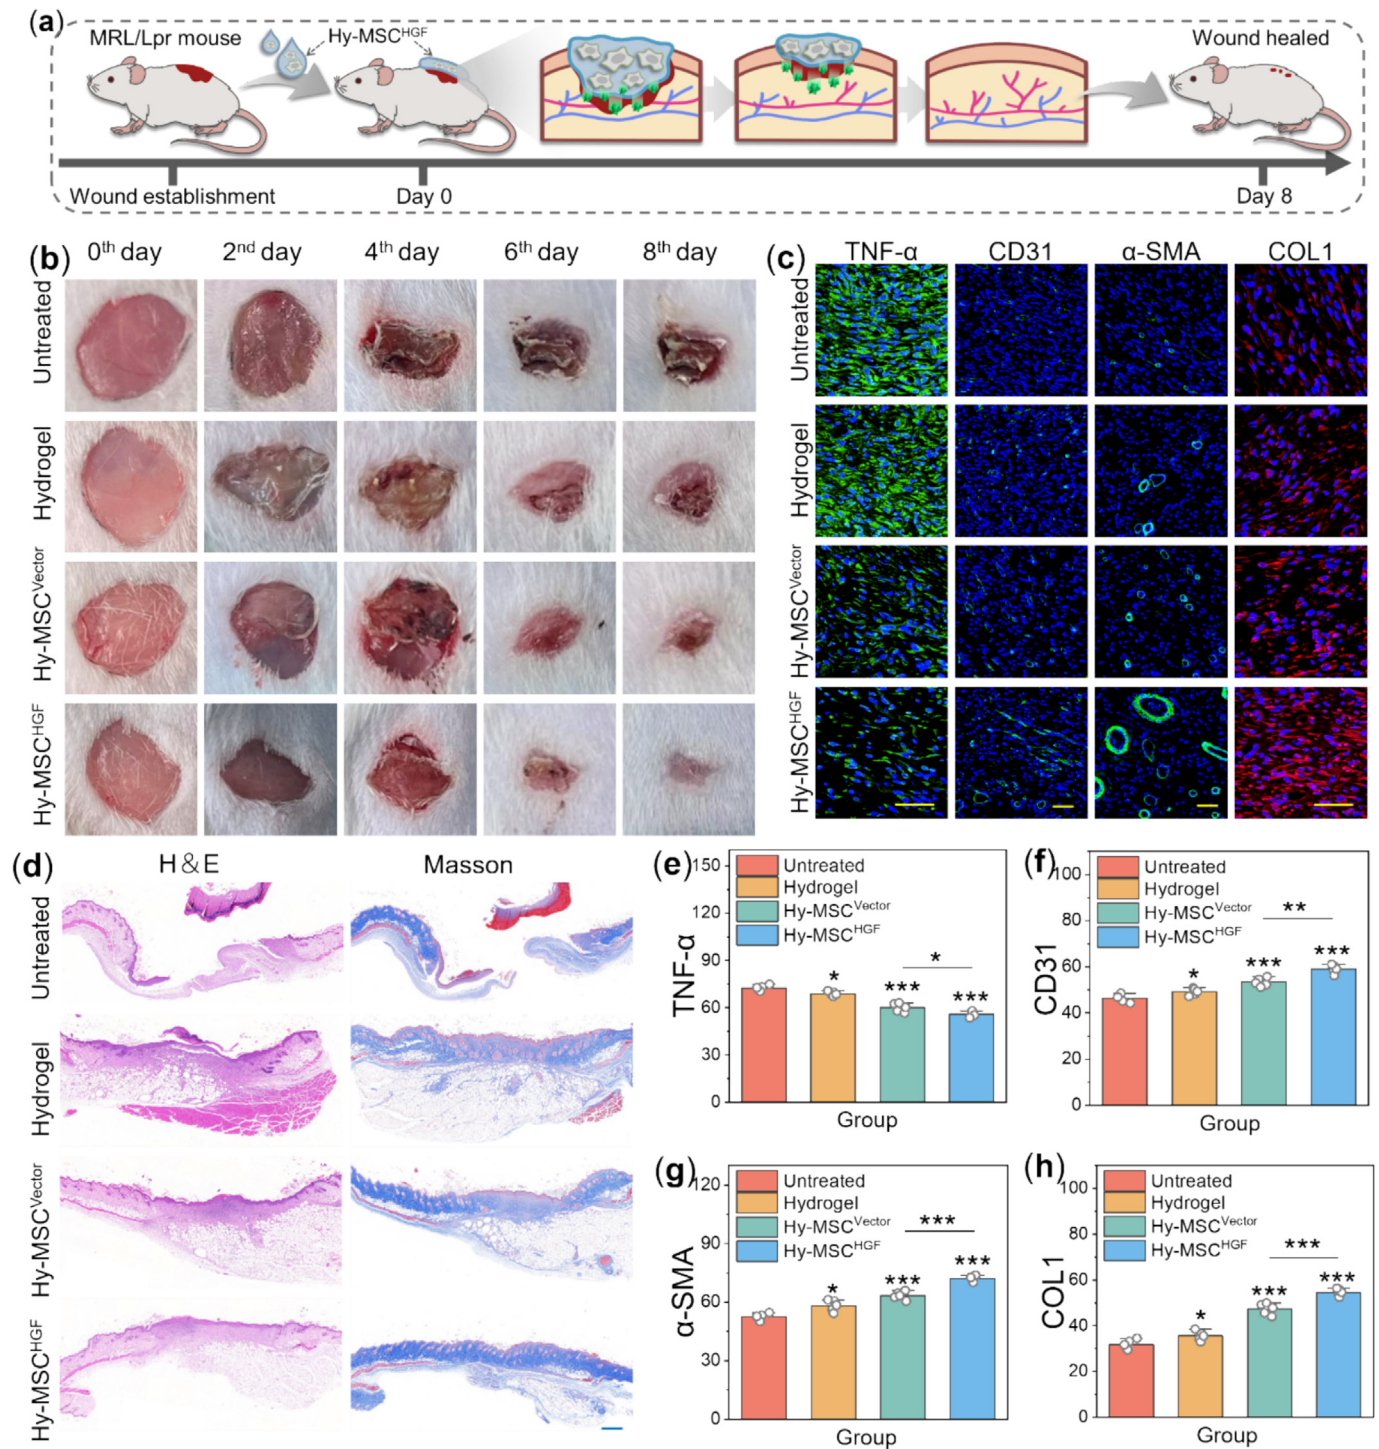 (a)
MRL/Lpr mouse
Hy-MSC^HGF
Wound healed
Wound establishment
Day 0
Day 8
(b)
0th day
2nd day
4th day
6th day
8th day
Untreated
Hydrogel
Hy-MSC^Vector
Hy-MSC^HGF
(c)
TNF-α
CD31
α-SMA
COL1
Untreated
Hydrogel
Hy-MSC^Vector
Hy-MSC^HGF
(d)
H&E
Masson
Untreated
Hydrogel
Hy-MSC^Vector
Hy-MSC^HGF
(e)
TNF-α
150
120
90
60
30
0
Untreated
Hydrogel
Hy-MSC^Vector
Hy-MSC^HGF
*
***
***
*
Group
(f)
CD31
100
80
60
40
20
0
Untreated
Hydrogel
Hy-MSC^Vector
Hy-MSC^HGF
*
***
***
**
Group
(g)
α-SMA
120
90
60
30
0
Untreated
Hydrogel
Hy-MSC^Vector
Hy-MSC^HGF
*
***
***
***
Group
(h)
COL1
100
80
60
40
20
0
Untreated
Hydrogel
Hy-MSC^Vector
Hy-MSC^HGF
*
***
***
***
Group